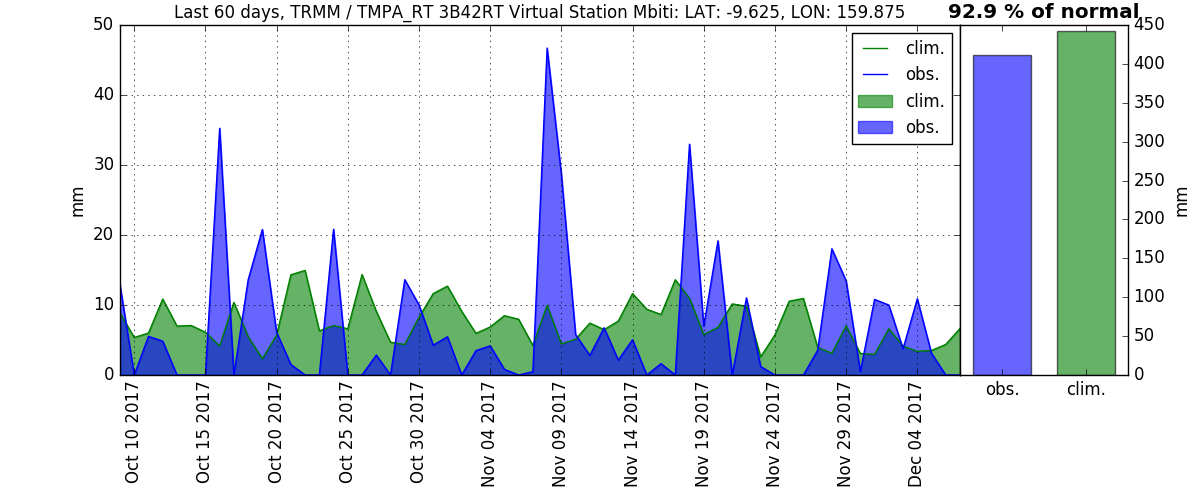 Last 60 days, TRMM / TMPA_RT 3B42RT Virtual Station Mbiti: LAT: -9.625, LON: 159.875
92.9 % of normal
50
40
30
20
10
0
mm
clim.
obs.
clim.
obs.
450
400
350
300
250
200
150
100
50
0
mm
Oct 10 2017
Oct 15 2017
Oct 20 2017
Oct 25 2017
Oct 30 2017
Nov 04 2017
Nov 09 2017
Nov 14 2017
Nov 19 2017
Nov 24 2017
Nov 29 2017
Dec 04 2017
obs.
clim.